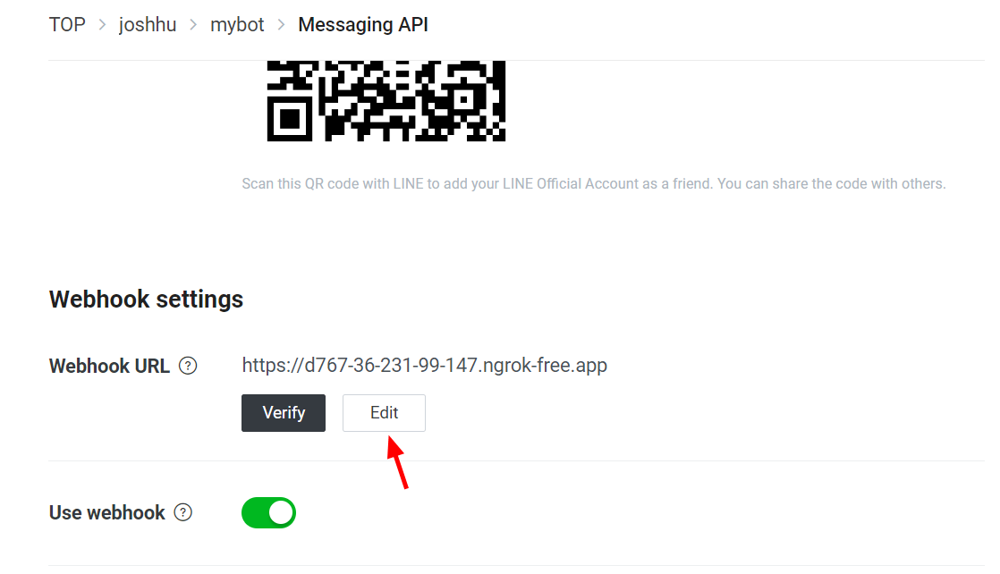 TOP > joshhu > mybot > Messaging API
Scan this QR code with LINE to add your LINE Official Account as a friend. You can share the code with others.
Webhook settings
Webhook URL ? https://d767-36-231-99-147.ngrok-free.app
Verify Edit
Use webhook ?